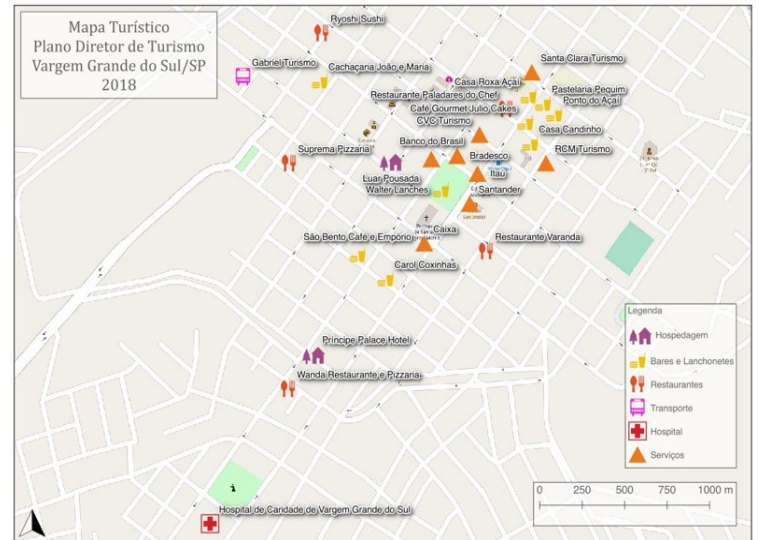 Mapa Turístico
Plano Diretor de Turismo
Vargem Grande do Sul/SP
2018
Ryoshi Sushi
Gabriel Turismo
Cachaçaria João e Maria
Santa Clara Turismo
Casa Roxa Açaí
Restaurante Paladares do Chef
Pastelaria Pequim
Café Gourmet Julio Cakes
Ponto do Açaí
CVC Turismo
Casa Candinho
Suprema Pizzaria
Banco do Brasil
Bradesco
RCM Turismo
Itaú
Luar Pousada
Walter Lanches
Santander
Caixa
São Bento Café e Empório
Restaurante Varanda
Carol Coxinhas
Príncipe Palace Hotel
Wanda Restaurante e Pizzaria
Hospital de Caridade de Vargem Grande do Sul
Legenda
Hospedagem
Bares e Lanchonetes
Restaurantes
Transporte
Hospital
Serviços
0 250 500 750 1000 m